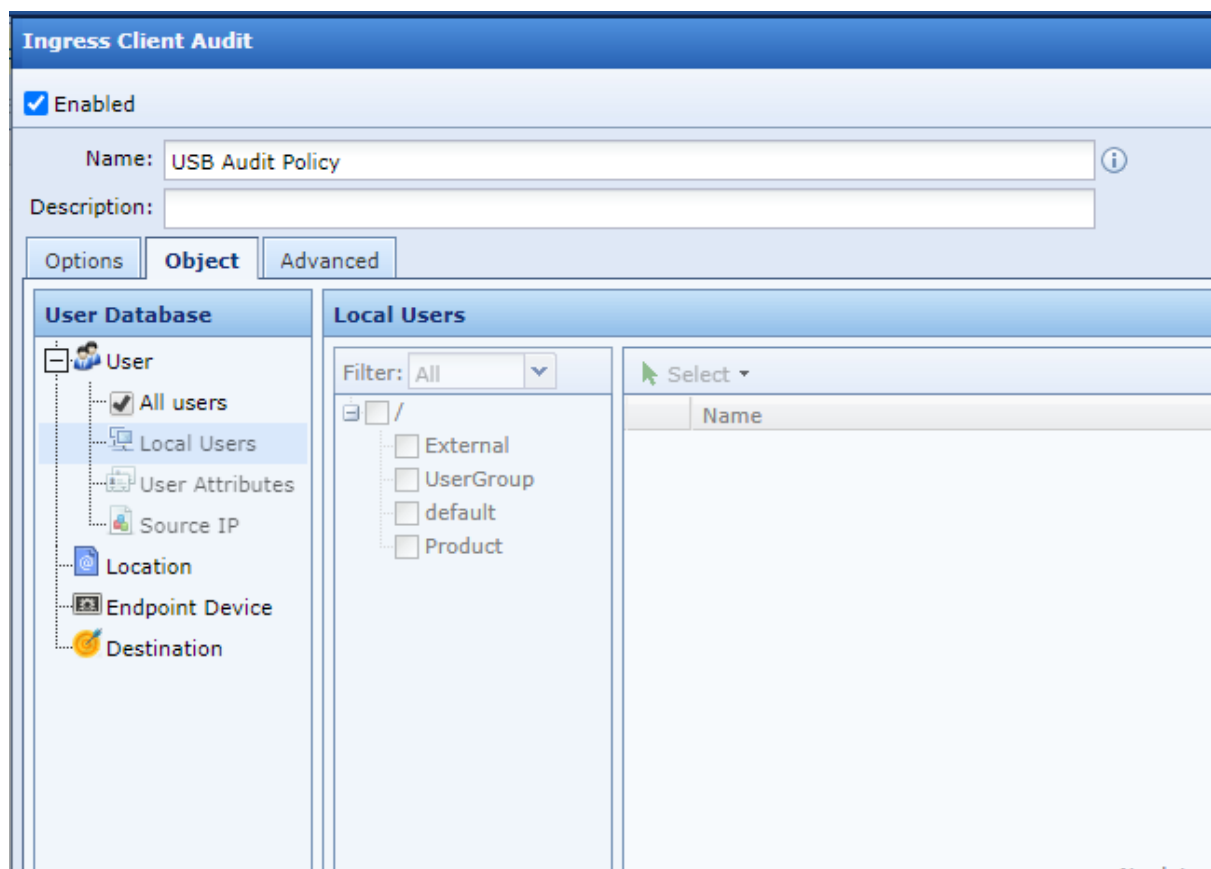 Ingress Client Audit
Enabled
Name: USB Audit Policy
Description:
Options Object Advanced
User Database
User
All users
Local Users
User Attributes
Source IP
Location
Endpoint Device
Destination
Local Users
Filter: All
/
External
UserGroup
default
Product
Select
Name